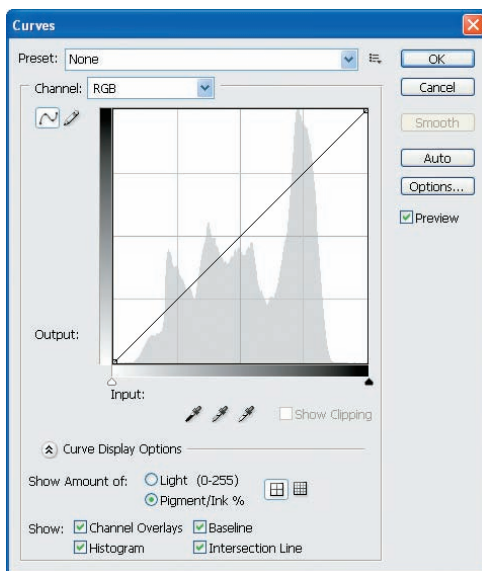 Curves
Preset: None
OK
Channel: RGB
Cancel
Smooth
Auto
Options...
Preview
Output:
Input:
Show Clipping
Curve Display Options
Show Amount of: Light (0-255)
Pigment/Ink %
Show: Channel Overlays Baseline
Histogram Intersection Line